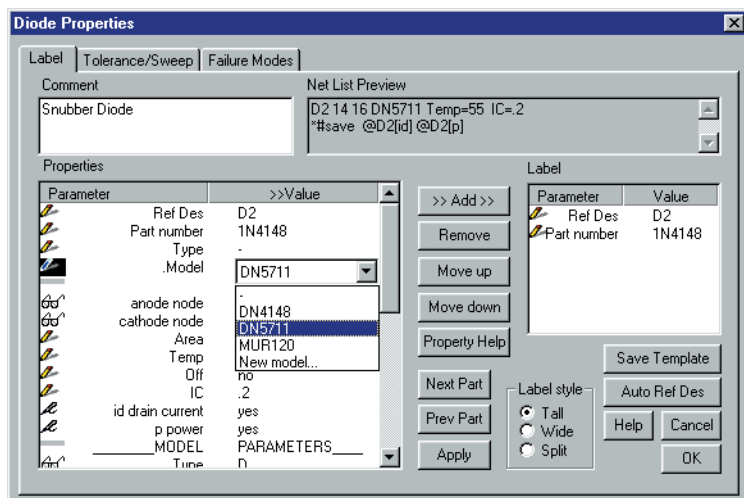 Diode Properties
Label Tolerance/Sweep Failure Modes
Comment
Snubber Diode
Net List Preview
D2 14 16 DN5711 Temp=55 IC=.2
*#save @D2[id] @D2[p]
Properties
Parameter >>Value
Ref Des D2
Part number 1N4148
Type -
.Model DN5711
-
DN4148
DN5711
MUR120
New model...
anode node
cathode node
Area
Temp
Off no
IC .2
id drain current yes
p power yes
_______MODEL PARAMETERS____
Type D
>> Add >>
Remove
Move up
Move down
Property Help
Next Part
Prev Part
Apply
Label
Parameter Value
Ref Des D2
Part number 1N4148
Label style
Tall
Wide
Split
Save Template
Auto Ref Des
Help Cancel
OK